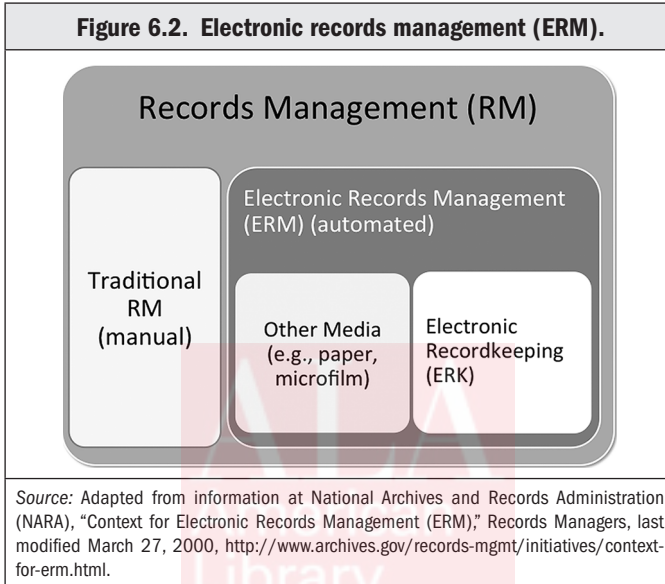 Figure 6.2. Electronic records management (ERM).
Records Management (RM)
Traditional
RM
(manual)
Electronic Records Management
(ERM) (automated)
Other Media
(e.g., paper,
microfilm)
Electronic
Recordkeeping
(ERK)
Source: Adapted from information at National Archives and Records Administration
(NARA), “Context for Electronic Records Management (ERM),” Records Managers, last
modified March 27, 2000, http://www.archives.gov/records-mgmt/initiatives/context-
for-erm.html.
ALA
American
Library